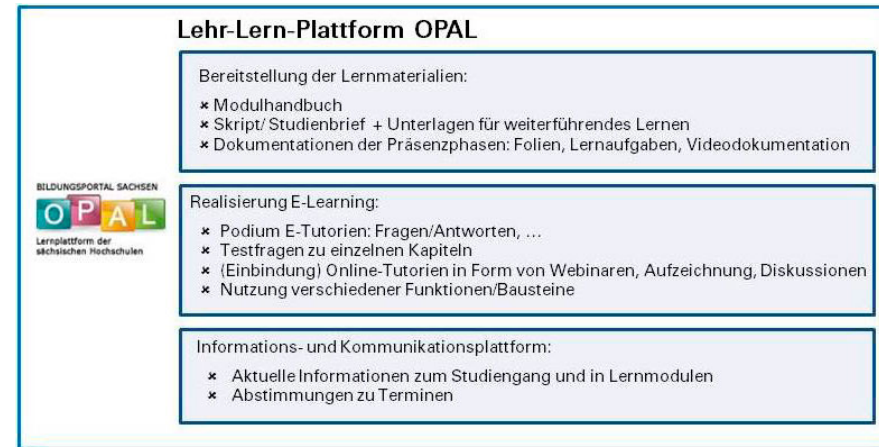 Lehr-Lern-Plattform OPAL
Bereitstellung der Lernmaterialien:
× Modulhandbuch
× Skript/ Studienbrief + Unterlagen für weiterführendes Lernen
× Dokumentationen der Präsenzphasen: Folien, Lernaufgaben, Videodokumentation
BILDUNGSPORTAL SACHSEN
OPAL
Lernplattform der
sächsischen Hochschulen
Realisierung E-Learning:
× Podium E-Tutorien: Fragen/Antworten, …
× Testfragen zu einzelnen Kapiteln
× (Einbindung) Online-Tutorien in Form von Webinaren, Aufzeichnung, Diskussionen
× Nutzung verschiedener Funktionen/Bausteine
Informations- und Kommunikationsplattform:
× Aktuelle Informationen zum Studiengang und in Lernmodulen
× Abstimmungen zu Terminen